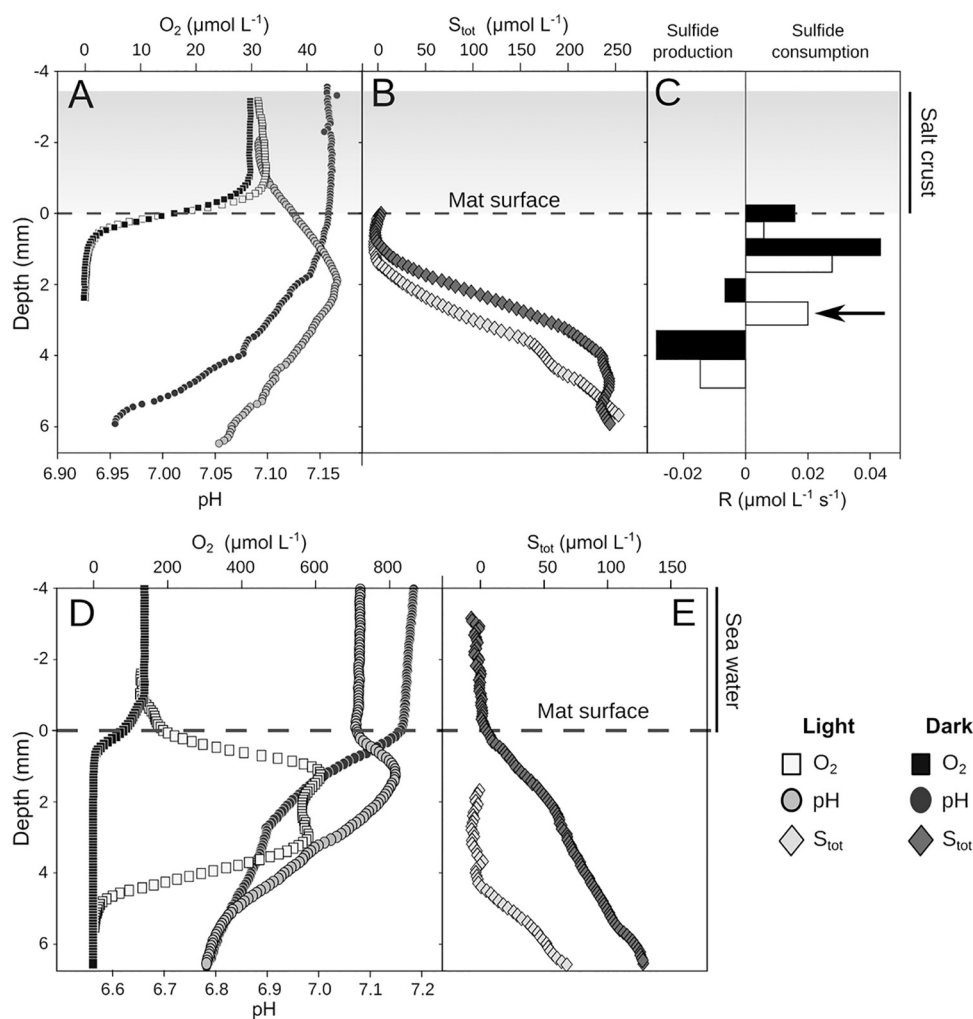 O₂ (μmol L⁻¹)
0 10 20 30 40
S_tot (μmol L⁻¹)
0 50 100 150 200 250
Sulfide production
Sulfide consumption
A
B
C
-4
-2
0
2
4
6
Depth (mm)
Mat surface
Salt crust
6.90 6.95 7.00 7.05 7.10 7.15
pH
-0.02 0 0.02 0.04
R (μmol L⁻¹ s⁻¹)
O₂ (μmol L⁻¹)
0 200 400 600 800
S_tot (μmol L⁻¹)
0 50 100 150
D
E
-4
-2
0
2
4
6
Depth (mm)
Mat surface
Sea water
6.6 6.7 6.8 6.9 7.0 7.1 7.2
pH
Light Dark
O₂ O₂
pH pH
S_tot S_tot